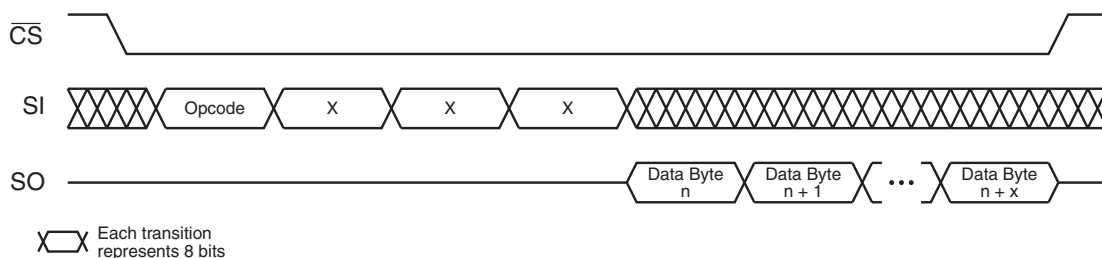 CS
SI Opcode X X X
SO Data Byte n Data Byte n + 1 ••• Data Byte n + x
Each transition
represents 8 bits